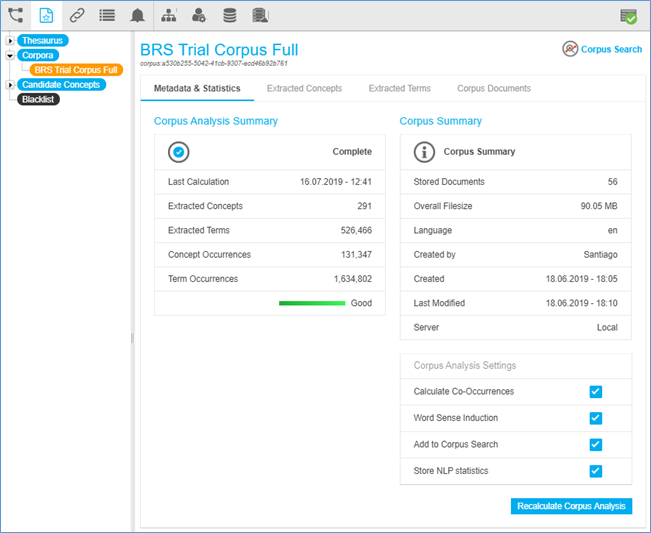 Thesaurus
Corpora
BRS Trial Corpus Full
Candidate Concepts
Blacklist
BRS Trial Corpus Full
corpus:a530b255-5042-41cb-9307-ecd46b92b761
Corpus Search
Metadata & Statistics Extracted Concepts Extracted Terms Corpus Documents
Corpus Analysis Summary
Complete
Last Calculation 16.07.2019 - 12:41
Extracted Concepts 291
Extracted Terms 526,466
Concept Occurrences 131,347
Term Occurrences 1,634,802
Good
Corpus Summary
Corpus Summary
Stored Documents 56
Overall Filesize 90.05 MB
Language en
Created by Santiago
Created 18.06.2019 - 18:05
Last Modified 18.06.2019 - 18:10
Server Local
Corpus Analysis Settings
Calculate Co-Occurrences
Word Sense Induction
Add to Corpus Search
Store NLP statistics
Recalculate Corpus Analysis